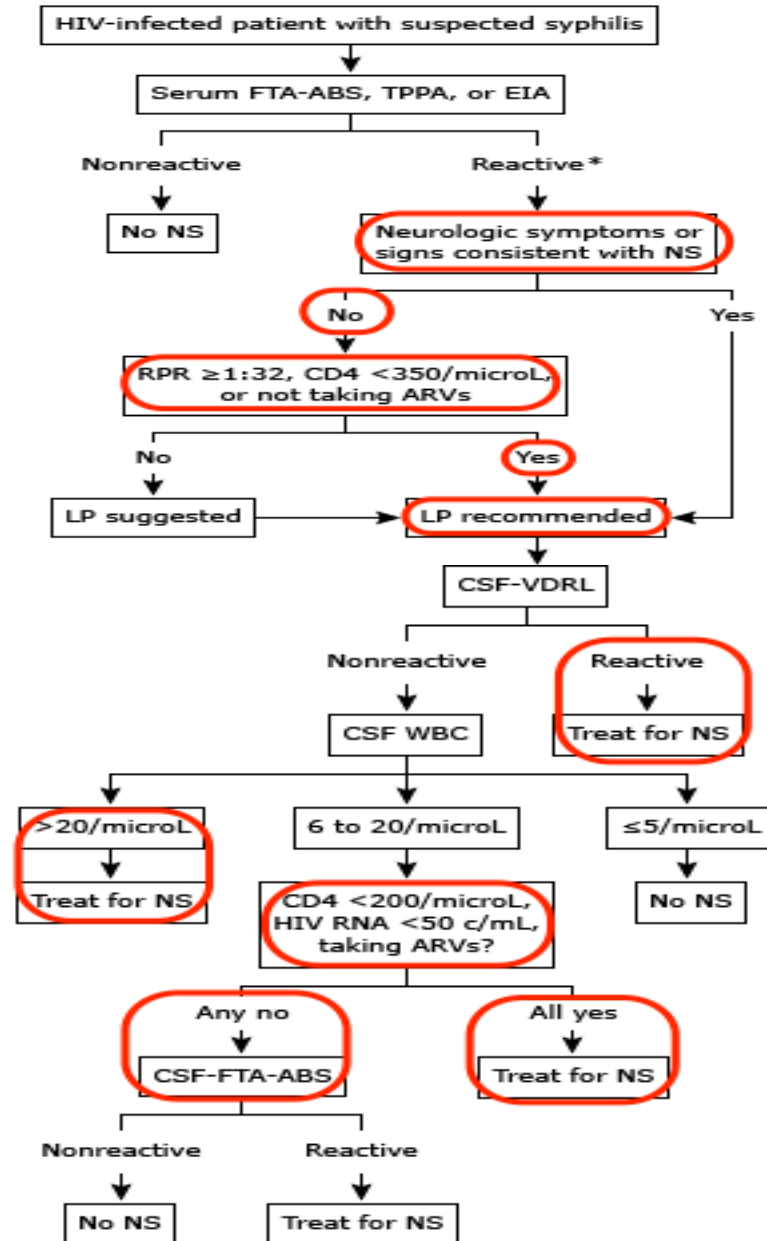 HIV-infected patient with suspected syphilis
Serum FTA-ABS, TPPA, or EIA
Nonreactive
Reactive*
No NS
Neurologic symptoms or
signs consistent with NS
No
Yes
RPR ≥1:32, CD4 <350/microL,
or not taking ARVs
No
Yes
LP suggested
LP recommended
CSF-VDRL
Nonreactive
Reactive
CSF WBC
Treat for NS
>20/microL
6 to 20/microL
≤5/microL
Treat for NS
CD4 <200/microL,
HIV RNA <50 c/mL,
taking ARVs?
No NS
Any no
All yes
CSF-FTA-ABS
Treat for NS
Nonreactive
Reactive
No NS
Treat for NS